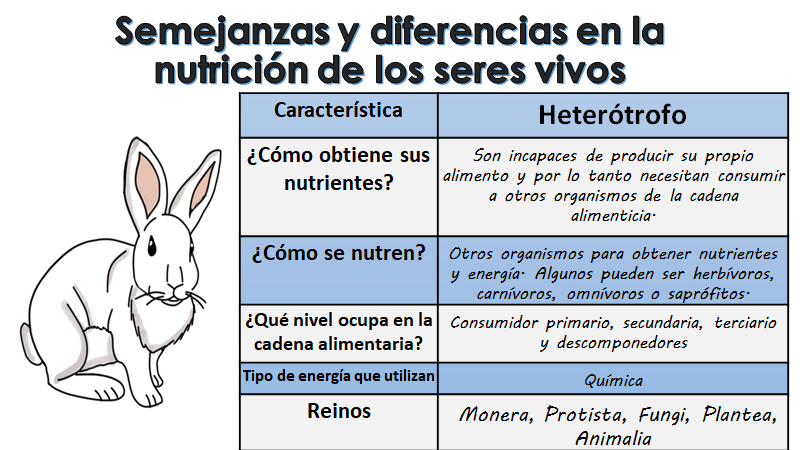 Semejanzas y diferencias en la
nutrición de los seres vivos
Característica
Heterótrofo
¿Cómo obtiene sus
nutrientes?
Son incapaces de producir su propio
alimento y por lo tanto necesitan consumir
a otros organismos de la cadena
alimenticia.
¿Cómo se nutren?
Otros organismos para obtener nutrientes
y energía. Algunos pueden ser herbívoros,
carnívoros, omnívoros o saprófitos.
¿Qué nivel ocupa en la
cadena alimentaria?
Consumidor primario, secundaria, terciario
y descomponedores
Tipo de energía que utilizan
Química
Reinos
Monera, Protista, Fungi, Plantea,
Animalia